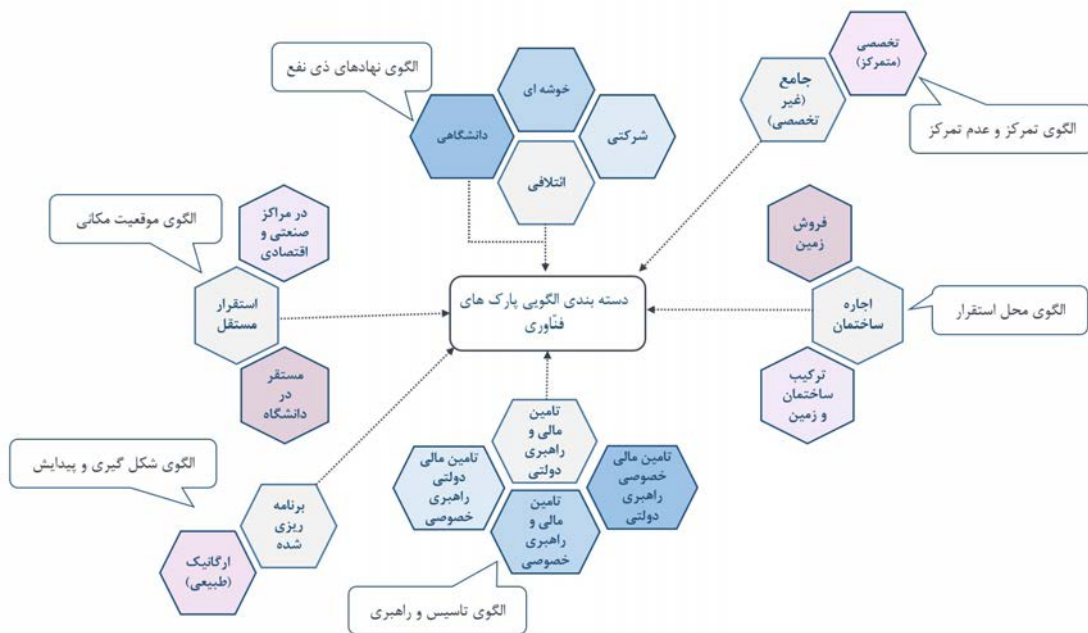 الگوی نهادهای ذی نفع
خوشه ای
دانشگاهی
شرکتی
ائتلافی
تخصصی
(متمرکز)
جامع
(غیر
تخصصی)
الگوی تمرکز و عدم تمرکز
الگوی موقعیت مکانی
در مراکز
صنعتی و
اقتصادی
استقرار
مستقل
مستقر
در
دانشگاه
دسته بندی الگویی پارک های
فنّاوری
فروش
زمین
اجاره
ساختمان
ترکیب
ساختمان
و زمین
الگوی محل استقرار
الگوی شکل گیری و پیدایش
برنامه
ریزی
شده
ارگانیک
(طبیعی)
تامین
مالی و
راهبری
دولتی
تامین مالی
دولتی
راهبری
خصوصی
تامین
مالی و
راهبری
خصوصی
تامین مالی
خصوصی
راهبری
دولتی
الگوی تاسیس و راهبری